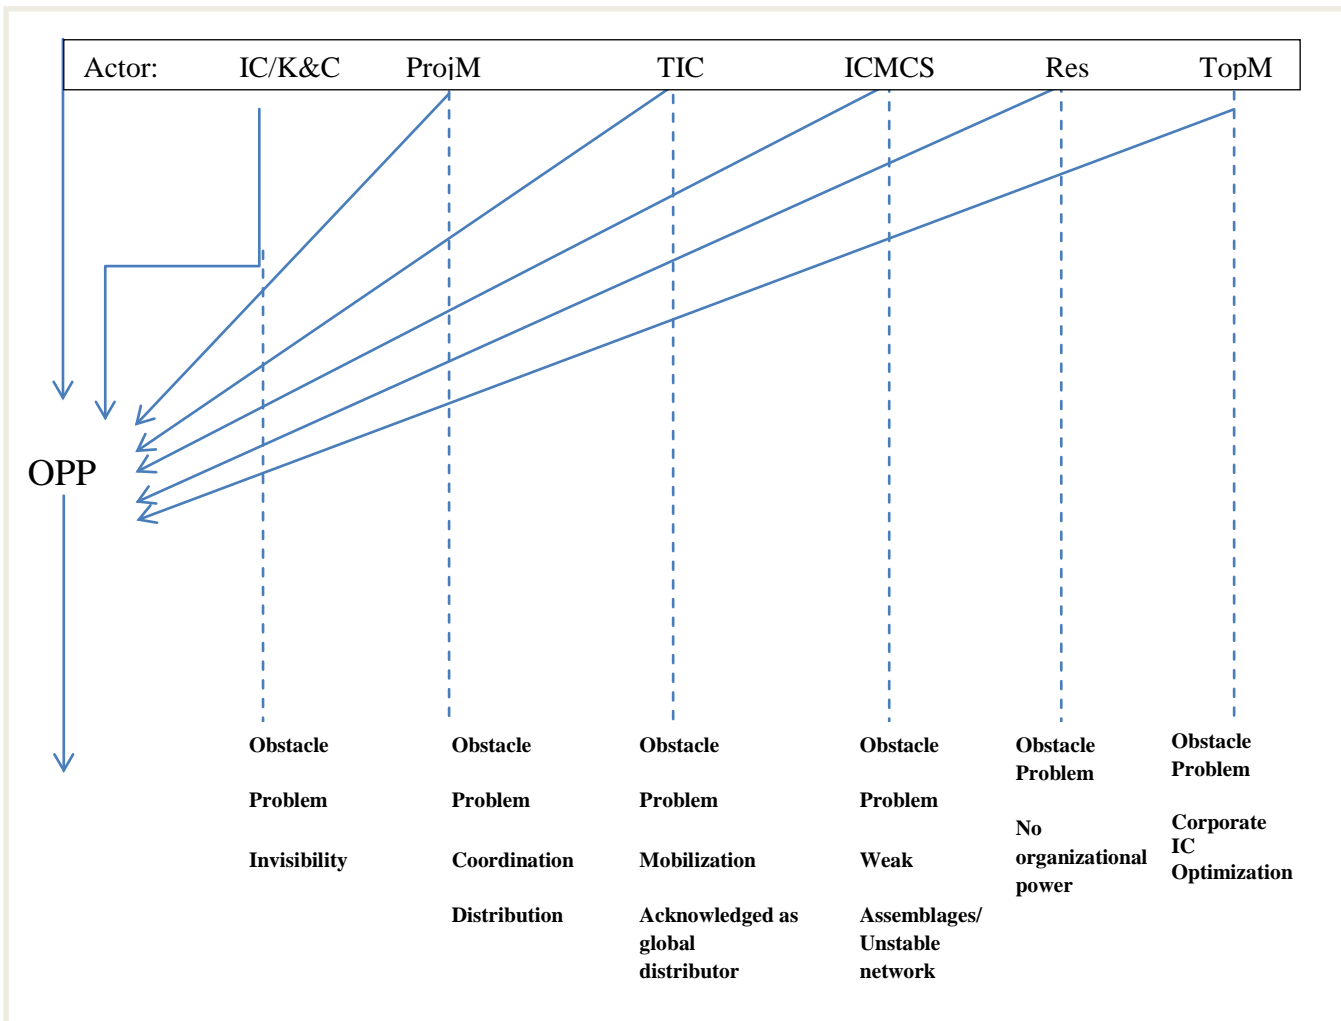 Actor: IC/K&C ProjM TIC ICMCS Res TopM
OPP
Obstacle
Problem
Invisibility
Obstacle
Problem
Coordination
Distribution
Obstacle
Problem
Mobilization
Acknowledged as
global
distributor
Obstacle
Problem
Weak
Assemblages/
Unstable
network
Obstacle
Problem
No
organizational
power
Obstacle
Problem
Corporate
IC
Optimization